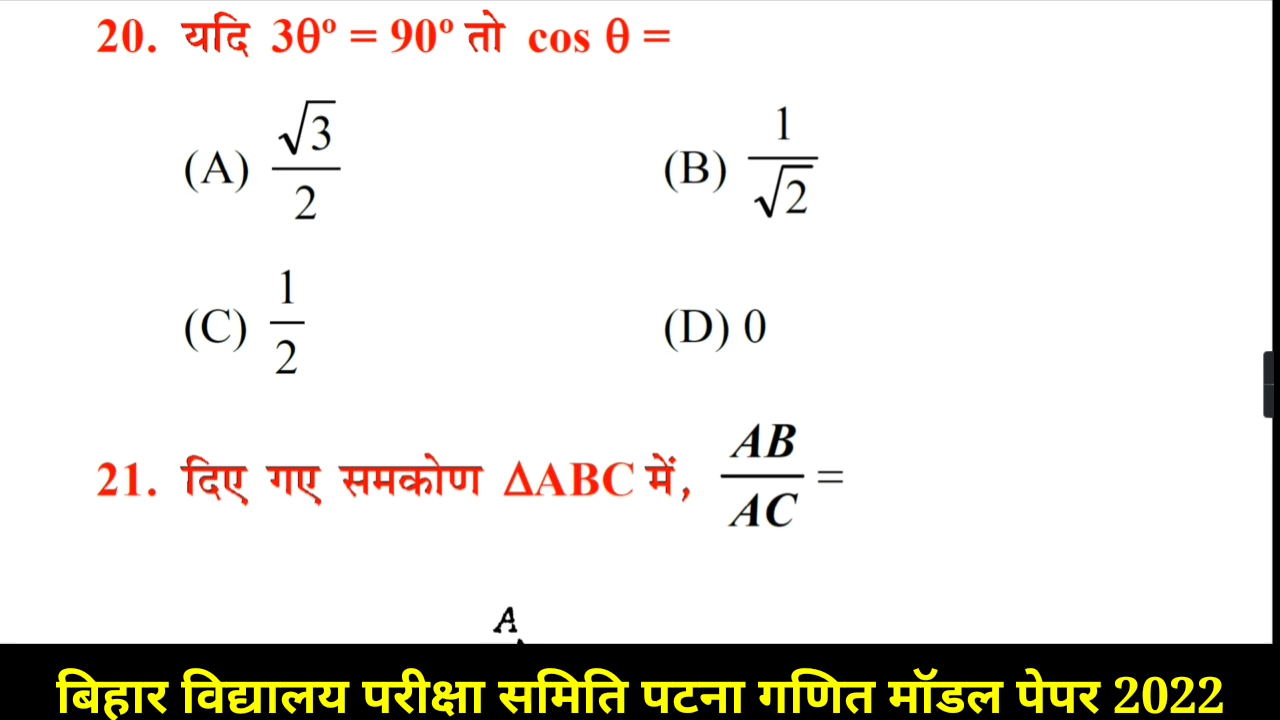 20. यदि 3θ° = 90° तो cos θ =
(A) √3/2 (B) 1/√2
(C) 1/2 (D) 0
21. दिए गए समकोण ΔABC में, AB/AC =
A
बिहार विद्यालय परीक्षा समिति पटना गणित मॉडल पेपर 2022